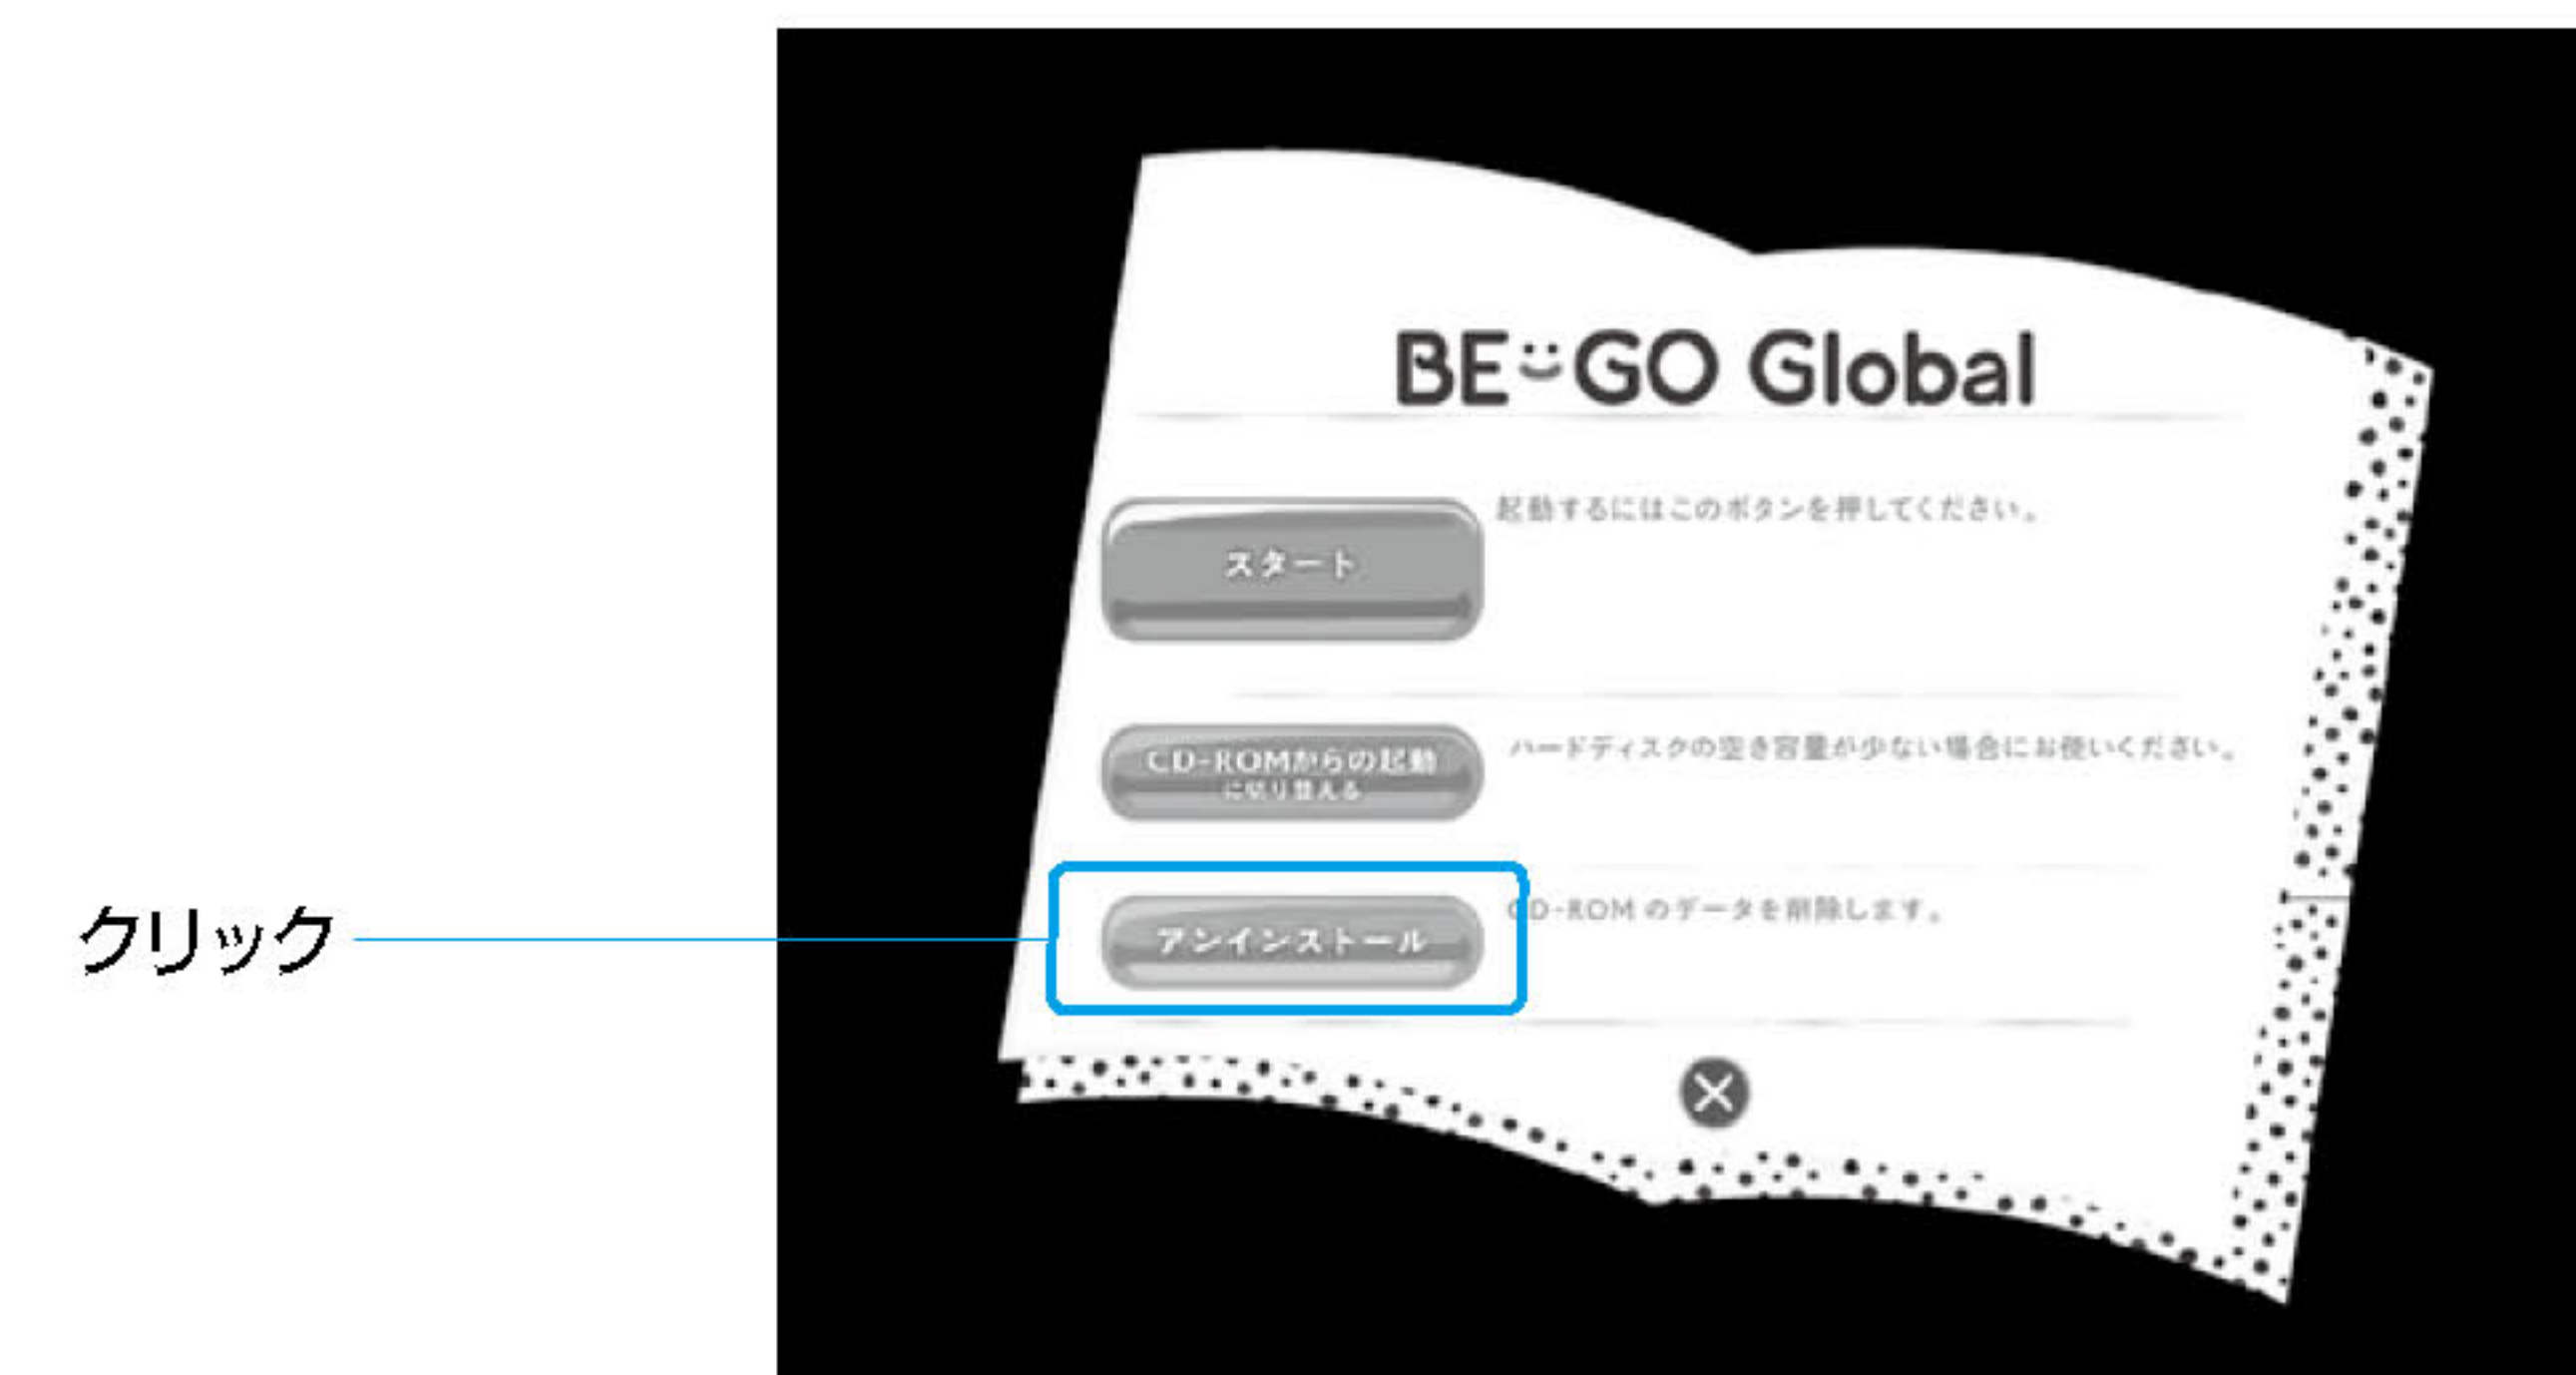 BE GO Global
スタート
起動するにはこのボタンを押してください。
CD-ROMからの起動
に切り替える
ハードディスクの空き容量が少ない場合にお使いください。
クリック
アンインストール
CD-ROM のデータを削除します。